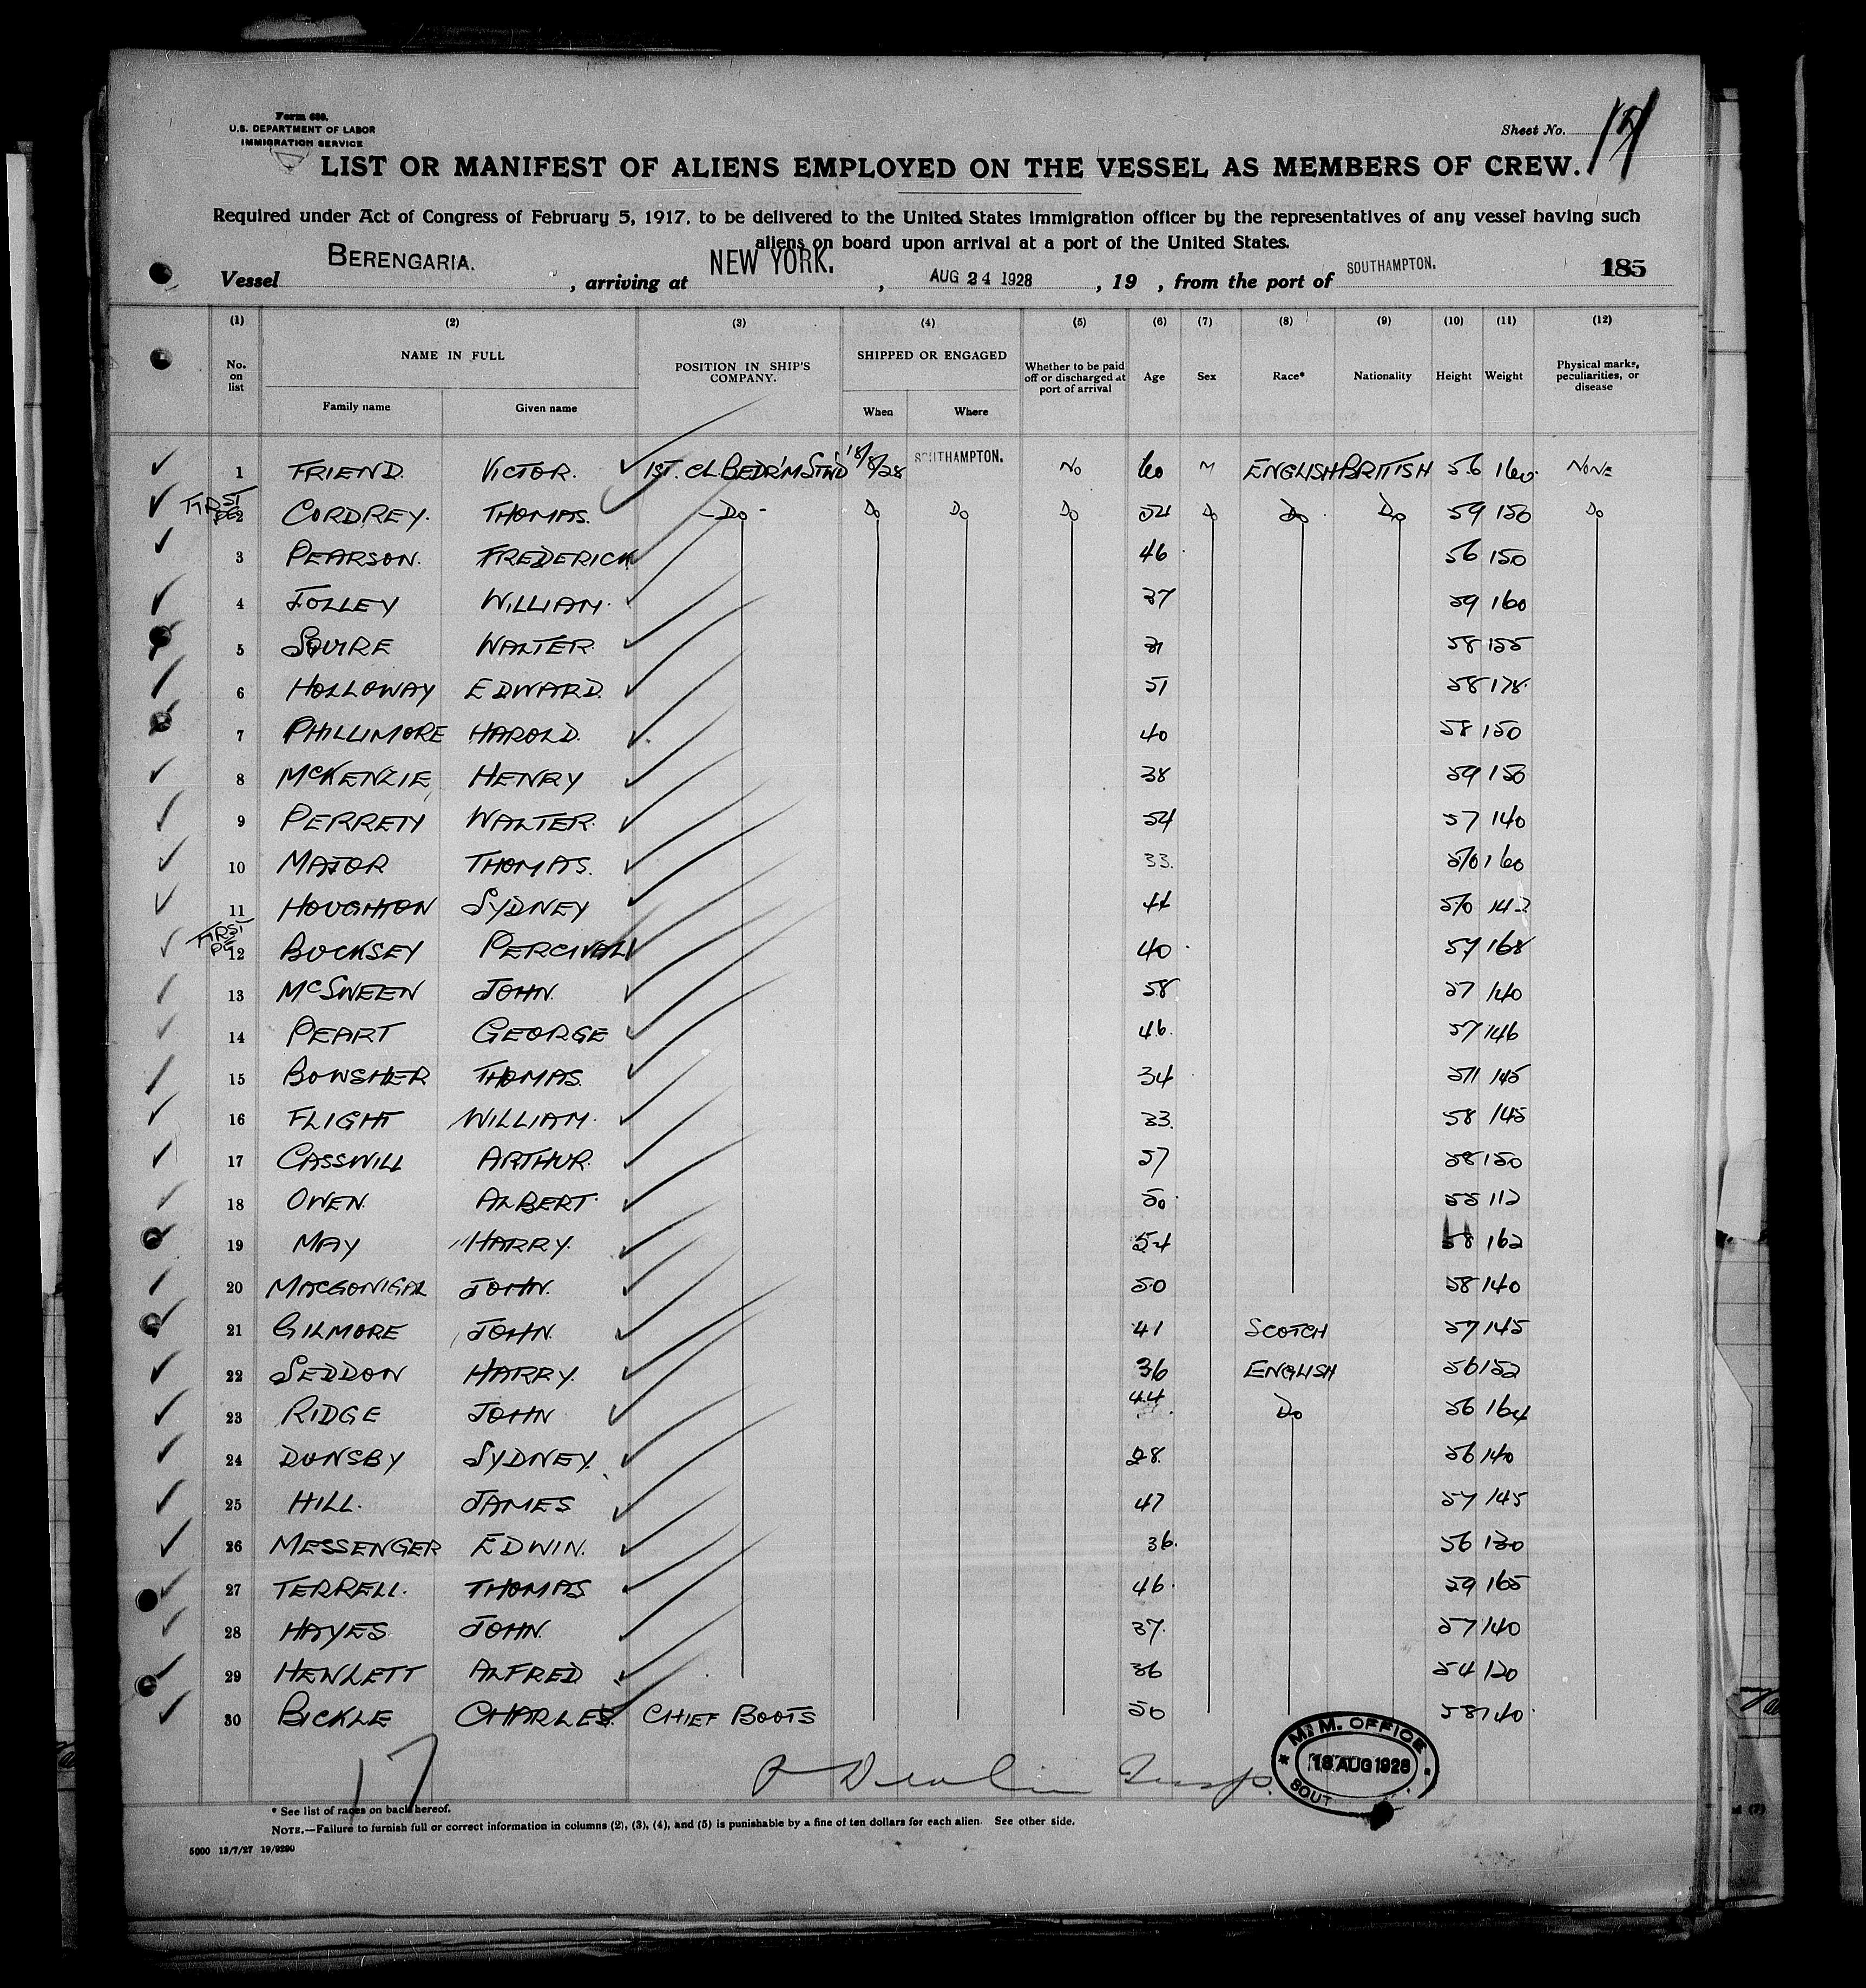 Form 680.
U.S. DEPARTMENT OF LABOR
IMMIGRATION SERVICE
Sheet No. 17
LIST OR MANIFEST OF ALIENS EMPLOYED ON THE VESSEL AS MEMBERS OF CREW.
Required under Act of Congress of February 5, 1917, to be delivered to the United States immigration officer by the representatives of any vessel having such
aliens on board upon arrival at a port of the United States.
Vessel BERENGARIA. , arriving at NEW YORK. , AUG 24 1928 , 19 , from the port of SOUTHAMPTON. 185
(1) (2) (3) (4) (5) (6) (7) (8) (9) (10) (11) (12)
No. on list NAME IN FULL POSITION IN SHIP'S COMPANY. SHIPPED OR ENGAGED Whether to be paid off or discharged at port of arrival Age Sex Race* Nationality Height Weight Physical marks, peculiarities, or disease
Family name Given name When Where
1 FRIEND. VICTOR. 1ST. CL. BEDR'M STWD 18/8/28 SOUTHAMPTON. NO 60 M ENGLISH BRITISH 56 160 NONE
FIRST
2 CORDREY. THOMAS. -Do- Do Do Do 54 Do Do Do 59 150 Do
3 PEARSON. FREDERICK 46 56 150
4 JOLLEY WILLIAM. 37 59 160
5 SQUIRE WALTER. 58 155
6 HOLLOWAY EDWARD. 51 58 178
7 PHILLIMORE HAROLD. 40 58 150
8 McKENZIE HENRY 38 59 150
9 PERRETT WALTER. 54 57 140
10 MAJOR THOMAS. 33. 5/10 160
11 HOUGHTON SYDNEY 44 5/10
FIRST
12 BUCKSEY PERCIVAL 40 57 168
13 McSWEEN JOHN. 58 57 140
14 PEART GEORGE 46. 57 146
15 BOWSHER THOMAS. 34 511 145
16 FLIGHT WILLIAM. 33. 58 145
17 CASSWILL ARTHUR. 57 58 150
18 OWEN ALBERT. 50 55 112
19 MAY HARRY. 54 58 162
20 MACGONIGAL JOHN. 50 58 140
21 GILMORE JOHN. 41 SCOTCH 57 145
22 SEDDON HARRY. 36 ENGLISH 56 152
23 RIDGE JOHN 44 Do 56 164
24 DUNSBY SYDNEY. 28. 56 140
25 HILL. JAMES 47 57 145
26 MESSENGER EDWIN. 36. 56 130
27 TERRELL. THOMAS 46. 59 165
28 HAYES JOHN. 37. 57 140
29 HEWLETT ALFRED 36 54 120
30 BICKLE CHARLES. CHIEF BOOTS 50 58 140
17
M.M. OFFICE
18 AUG 1928
SOUT
* See list of races on back hereof.
NOTE.—Failure to furnish full or correct information in columns (2), (3), (4), and (5) is punishable by a fine of ten dollars for each alien. See other side.
5000 13/7/27 19/9290